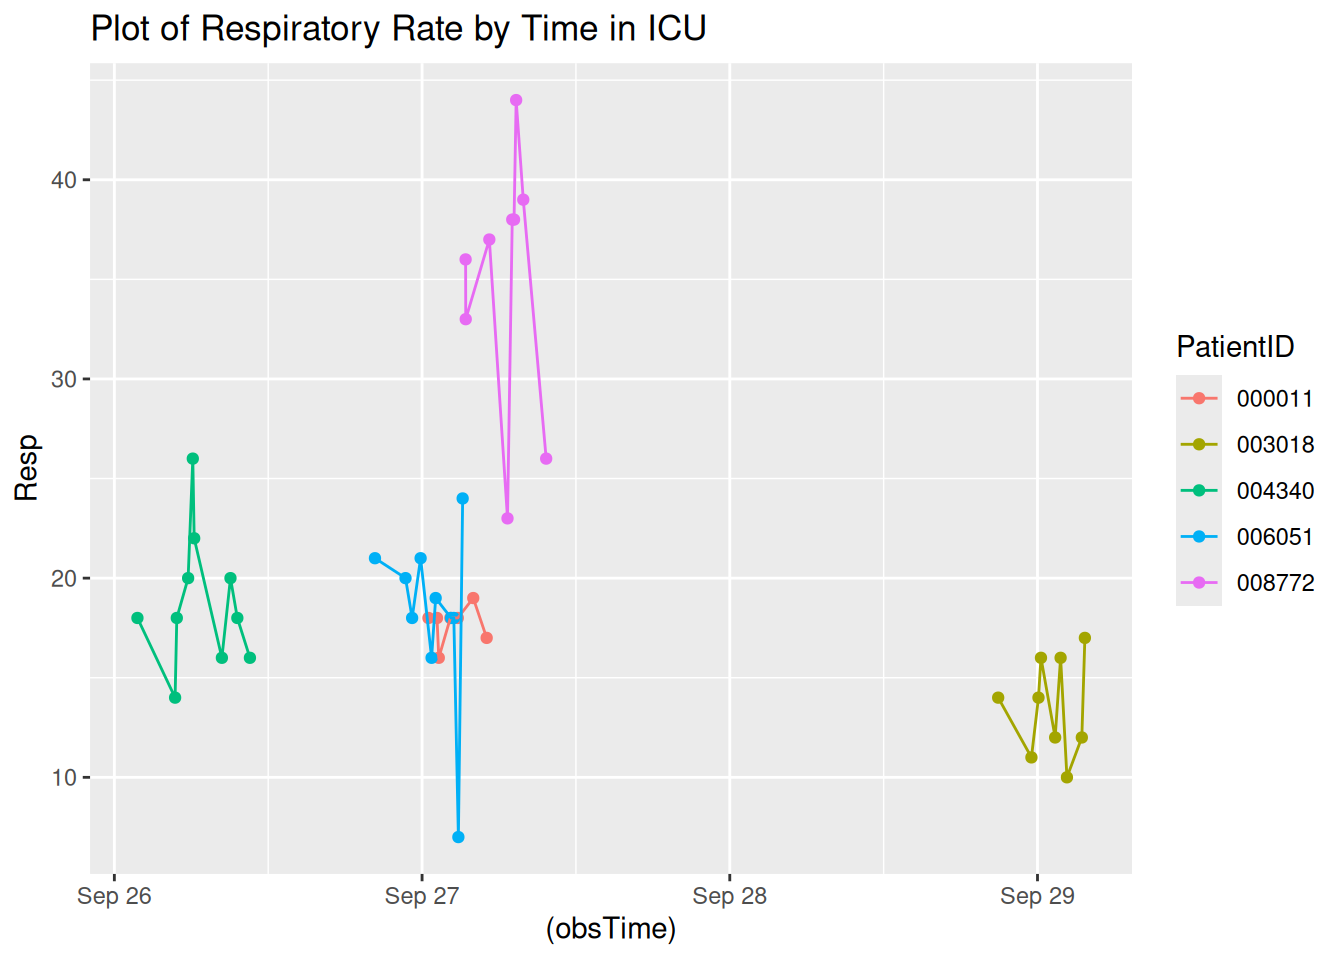 Plot of Respiratory Rate by Time in ICU
Resp
40
30
20
10
Sep 26
Sep 27
Sep 28
Sep 29
(obsTime)
PatientID
000011
003018
004340
006051
008772